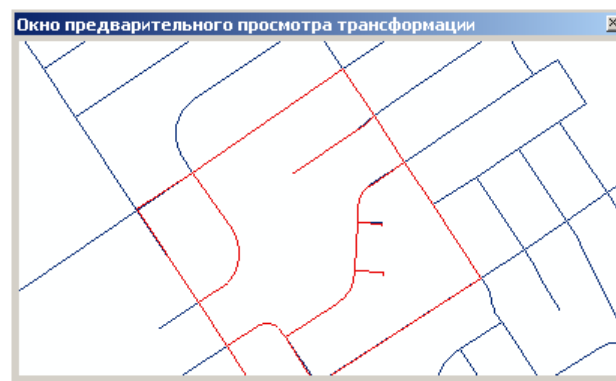 Окно предварительного просмотра трансформации